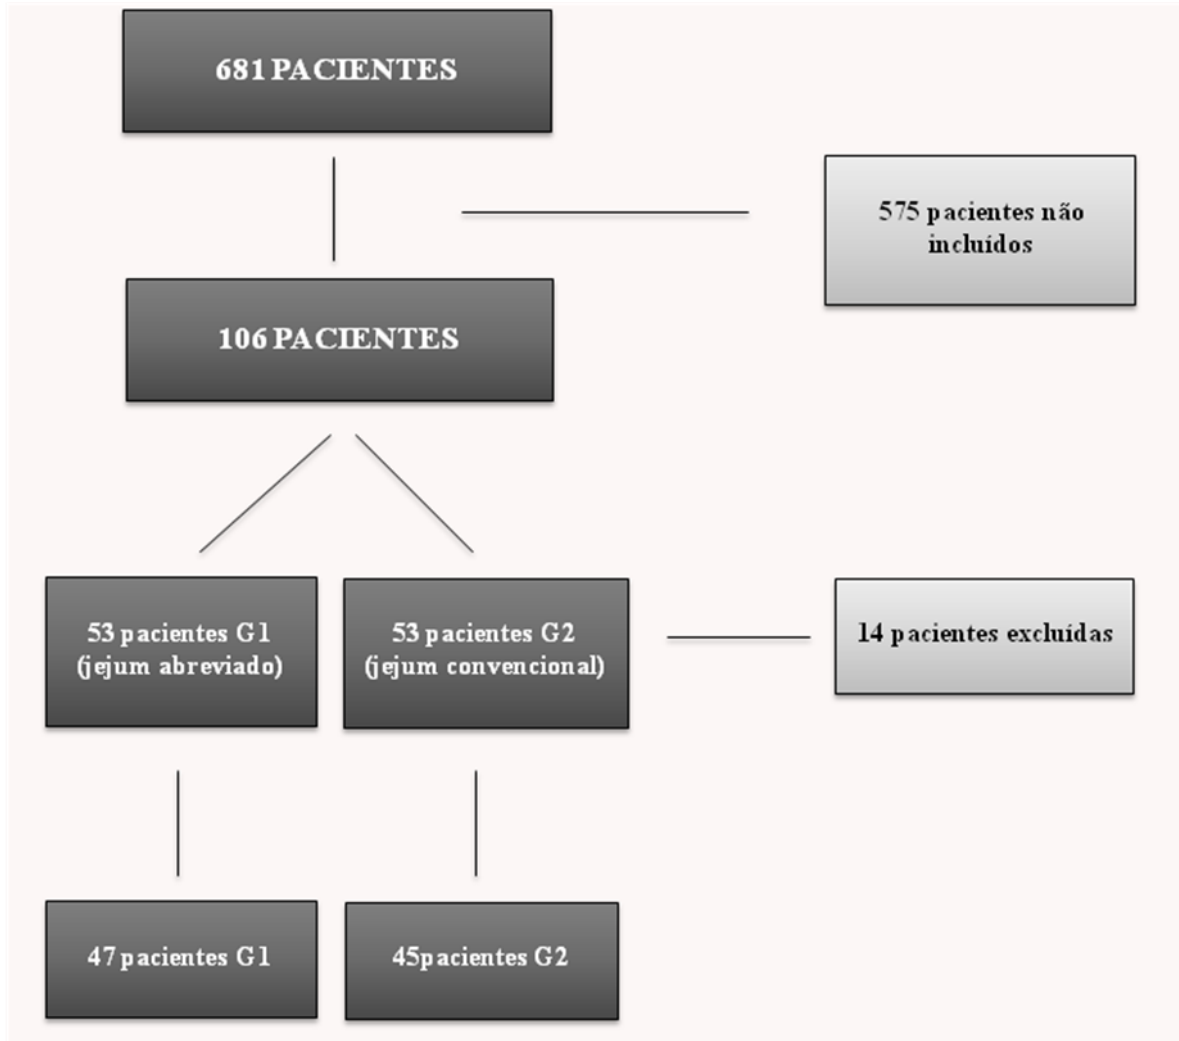 681 PACIENTES
575 pacientes não
incluídos
106 PACIENTES
53 pacientes G1
(jejum abreviado)
53 pacientes G2
(jejum convencional)
14 pacientes excluídas
47 pacientes G1
45pacientes G2